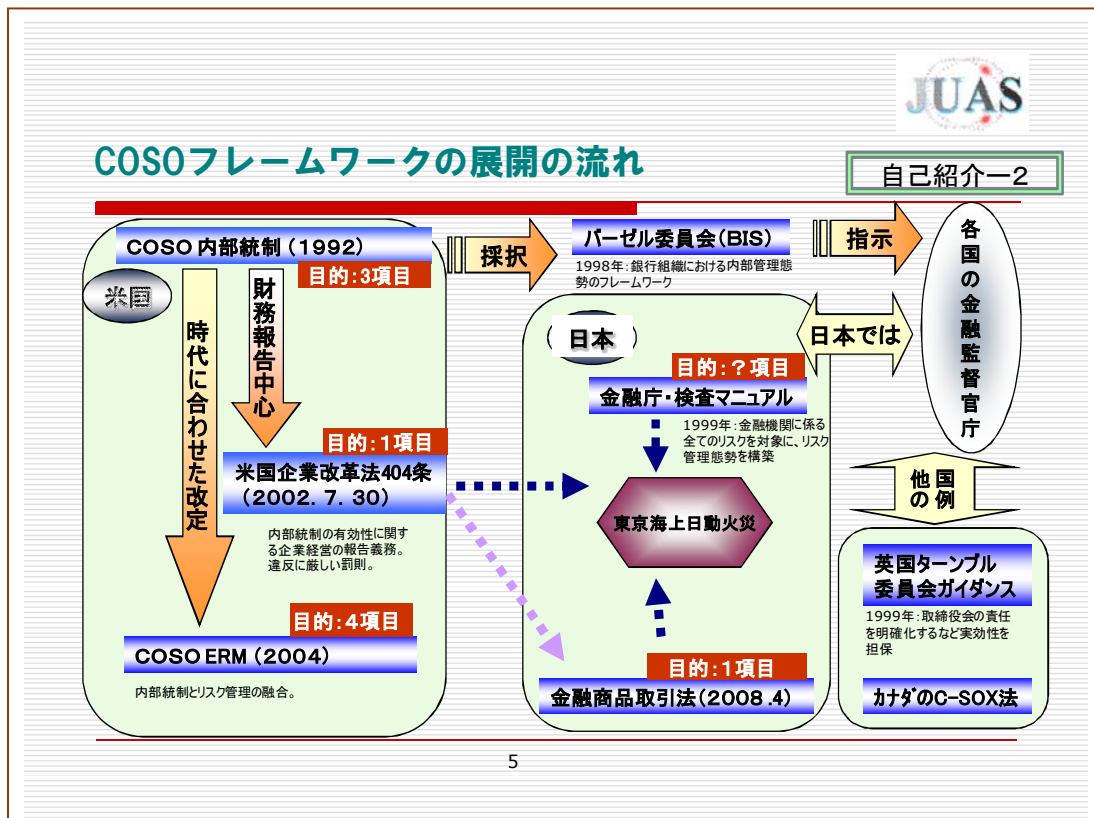 JUAS
COSOフレームワークの展開の流れ
自己紹介ー2
COSO 内部統制(1992)
目的:3項目
米国
時代に合わせた改定
財務報告中心
目的:1項目
米国企業改革法404条
(2002. 7. 30)
内部統制の有効性に関す
る企業経営の報告義務。
違反に厳しい罰則。
目的:4項目
COSO ERM (2004)
内部統制とリスク管理の融合。
採択
バーゼル委員会(BIS)
1998年:銀行組織における内部管理態
勢のフレームワーク
指示
各国の金融監督官庁
日本
日本では
目的:?項目
金融庁・検査マニュアル
1999年:金融機関に係る
全てのリスクを対象に、リスク
管理態勢を構築
東京海上日動火災
目的:1項目
金融商品取引法(2008.4)
他国
の例
英国ターンブル
委員会ガイダンス
1999年:取締役会の責任
を明確化するなど実効性を
担保
カナダのC-SOX法
5